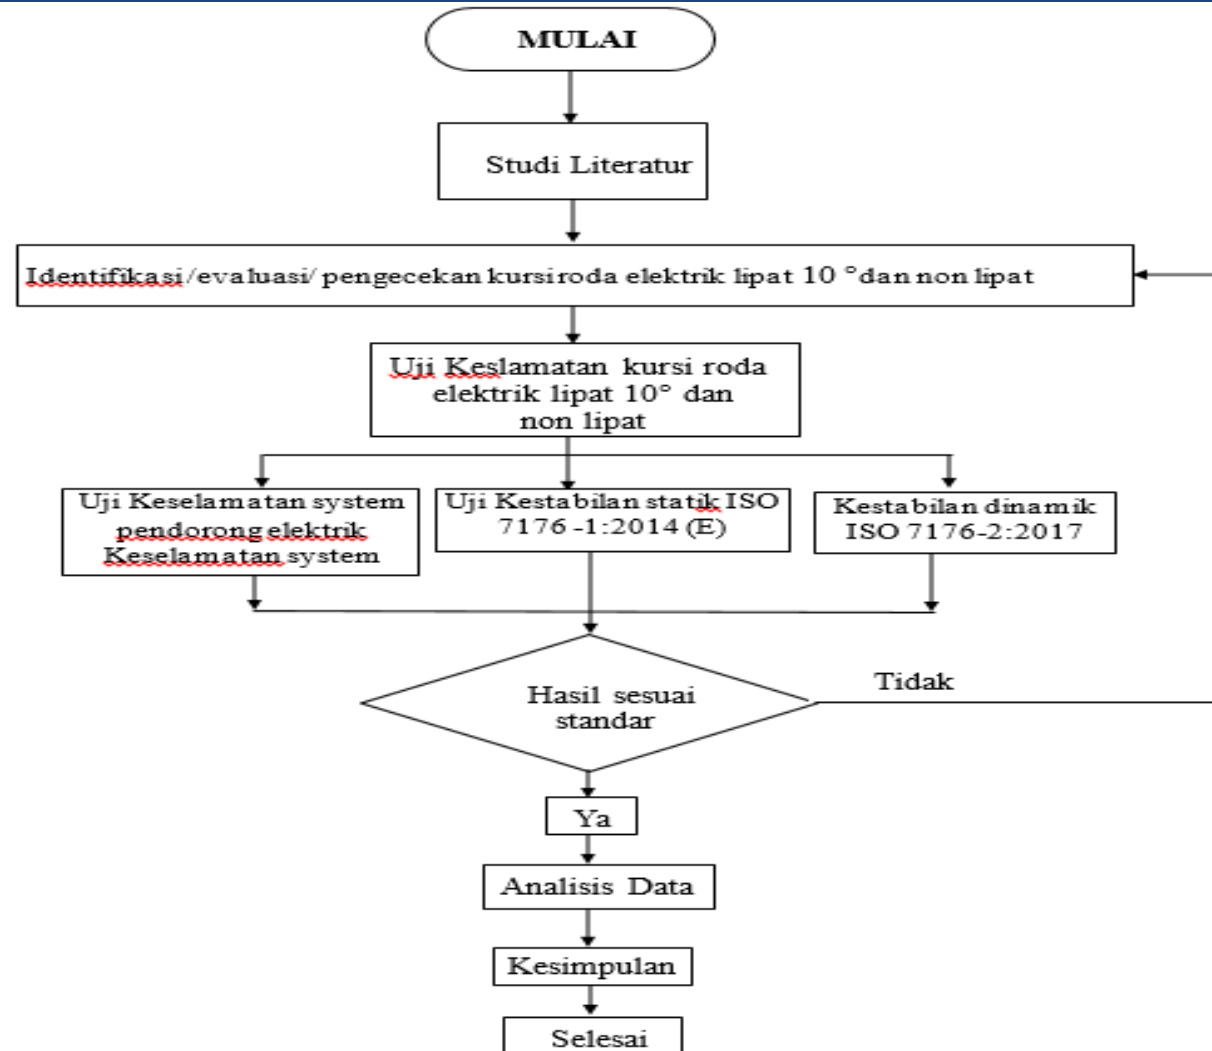 MULAI
Studi Literatur
Identifikasi/evaluasi/ pengecekan kursiroda elektrik lipat 10 °dan non lipat
Uji Keslamatan kursi roda
elektrik lipat 10° dan
non lipat
Uji Keselamatan system
pendorong elektrik
Keselamatan system
Uji Kestabilan statik ISO
7176 -1:2014 (E)
Kestabilan dinamik
ISO 7176-2:2017
Hasil sesuai
standar
Tidak
Ya
Analisis Data
Kesimpulan
Selesai